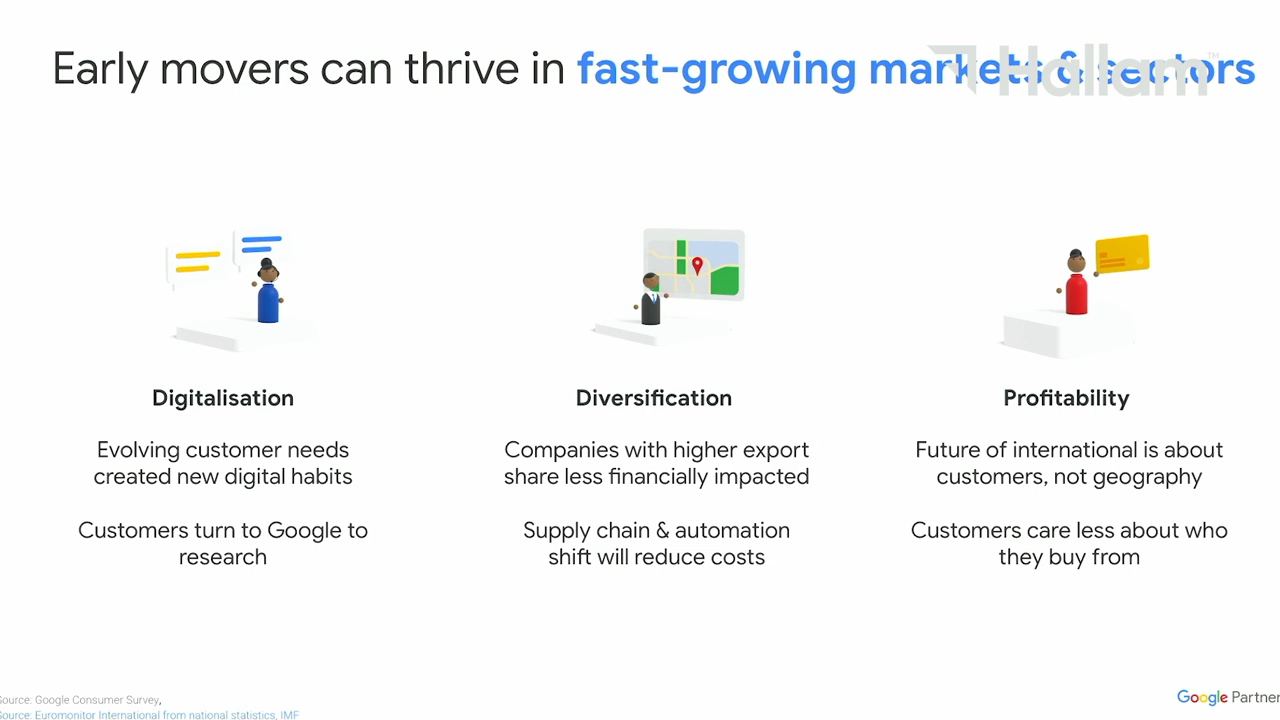 Early movers can thrive in fast-growing markets & sectors
Hallam™
Digitalisation
Evolving customer needs
created new digital habits
Customers turn to Google to
research
Diversification
Companies with higher export
share less financially impacted
Supply chain & automation
shift will reduce costs
Profitability
Future of international is about
customers, not geography
Customers care less about who
they buy from
Source: Google Consumer Survey,
Source: Euromonitor International from national statistics, IMF
Google Partner